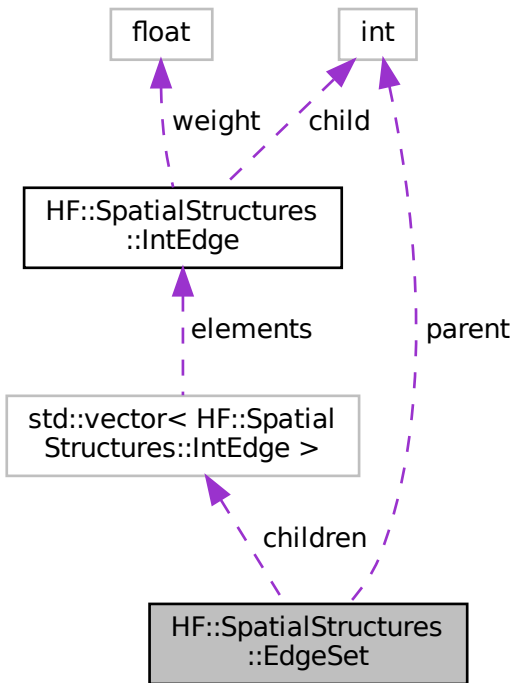 float
int
weight
child
HF::SpatialStructures
::IntEdge
elements
parent
std::vector< HF::Spatial
Structures::IntEdge >
children
HF::SpatialStructures
::EdgeSet